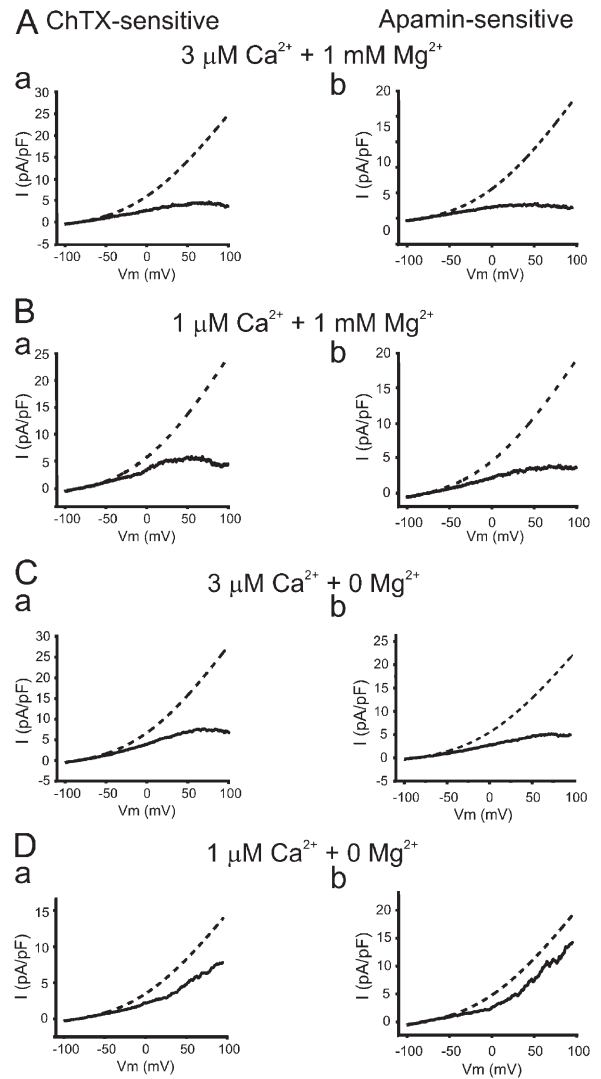 A ChTX-sensitive Apamin-sensitive
3 μM Ca²⁺ + 1 mM Mg²⁺
a b
30
25
20
15
10
5
0
-5
I (pA/pF)
-100 -50 0 50 100
Vm (mV)
20
15
10
5
0
I (pA/pF)
-100 -50 0 50 100
Vm (mV)
B 1 μM Ca²⁺ + 1 mM Mg²⁺
a b
25
20
15
10
5
0
I (pA/pF)
-100 -50 0 50 100
Vm (mV)
20
15
10
5
0
I (pA/pF)
-100 -50 0 50 100
Vm (mV)
C 3 μM Ca²⁺ + 0 Mg²⁺
a b
30
25
20
15
10
5
0
-5
I (pA/pF)
-100 -50 0 50 100
Vm (mV)
25
20
15
10
5
0
-5
I (pA/pF)
-100 -50 0 50 100
Vm (mV)
D 1 μM Ca²⁺ + 0 Mg²⁺
a b
15
10
5
0
I (pA/pF)
-100 -50 0 50 100
Vm (mV)
20
15
10
5
0
I (pA/pF)
-100 -50 0 50 100
Vm (mV)